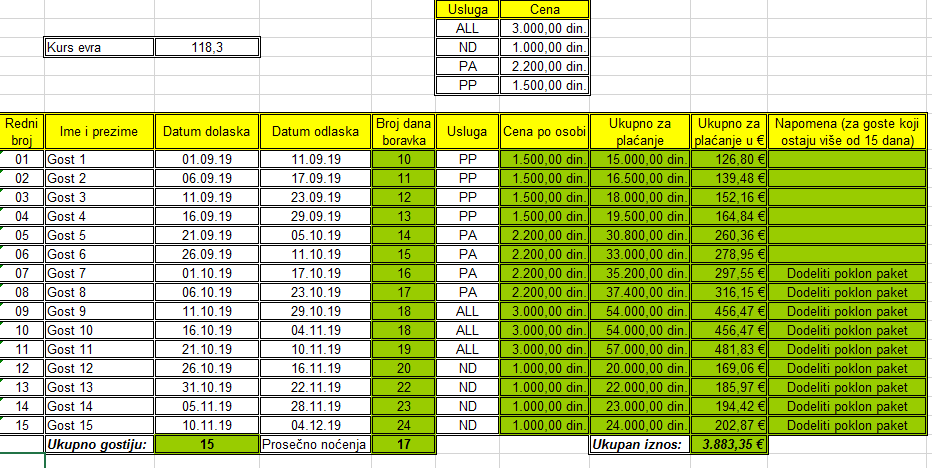 Usluga Cena
ALL 3.000,00 din.
Kurs evra 118,3 ND 1.000,00 din.
PA 2.200,00 din.
PP 1.500,00 din.
Redni broj Ime i prezime Datum dolaska Datum odlaska Broj dana boravka Usluga Cena po osobi Ukupno za plaćanje Ukupno za plaćanje u € Napomena (za goste koji ostaju više od 15 dana)
01 Gost 1 01.09.19 11.09.19 10 PP 1.500,00 din. 15.000,00 din. 126,80 €
02 Gost 2 06.09.19 17.09.19 11 PP 1.500,00 din. 16.500,00 din. 139,48 €
03 Gost 3 11.09.19 23.09.19 12 PP 1.500,00 din. 18.000,00 din. 152,16 €
04 Gost 4 16.09.19 29.09.19 13 PP 1.500,00 din. 19.500,00 din. 164,84 €
05 Gost 5 21.09.19 05.10.19 14 PA 2.200,00 din. 30.800,00 din. 260,36 €
06 Gost 6 26.09.19 11.10.19 15 PA 2.200,00 din. 33.000,00 din. 278,95 €
07 Gost 7 01.10.19 17.10.19 16 PA 2.200,00 din. 35.200,00 din. 297,55 € Dodeliti poklon paket
08 Gost 8 06.10.19 23.10.19 17 PA 2.200,00 din. 37.400,00 din. 316,15 € Dodeliti poklon paket
09 Gost 9 11.10.19 29.10.19 18 ALL 3.000,00 din. 54.000,00 din. 456,47 € Dodeliti poklon paket
10 Gost 10 16.10.19 04.11.19 18 ALL 3.000,00 din. 54.000,00 din. 456,47 € Dodeliti poklon paket
11 Gost 11 21.10.19 10.11.19 19 ALL 3.000,00 din. 57.000,00 din. 481,83 € Dodeliti poklon paket
12 Gost 12 26.10.19 16.11.19 20 ND 1.000,00 din. 20.000,00 din. 169,06 € Dodeliti poklon paket
13 Gost 13 31.10.19 22.11.19 22 ND 1.000,00 din. 22.000,00 din. 185,97 € Dodeliti poklon paket
14 Gost 14 05.11.19 28.11.19 23 ND 1.000,00 din. 23.000,00 din. 194,42 € Dodeliti poklon paket
15 Gost 15 10.11.19 04.12.19 24 ND 1.000,00 din. 24.000,00 din. 202,87 € Dodeliti poklon paket
Ukupno gostiju: 15 Prosečno noćenja 17 Ukupan iznos: 3.883,35 €